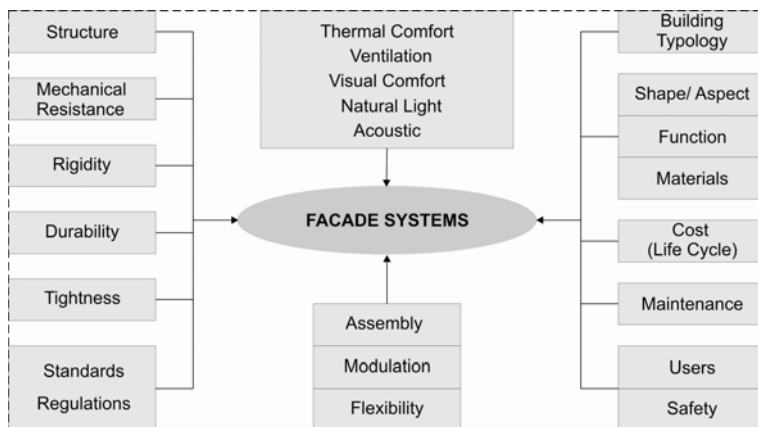 Structure
Mechanical
Resistance
Rigidity
Durability
Tightness
Standards
Regulations
Thermal Comfort
Ventilation
Visual Comfort
Natural Light
Acoustic
FACADE SYSTEMS
Assembly
Modulation
Flexibility
Building
Typology
Shape/ Aspect
Function
Materials
Cost
(Life Cycle)
Maintenance
Users
Safety